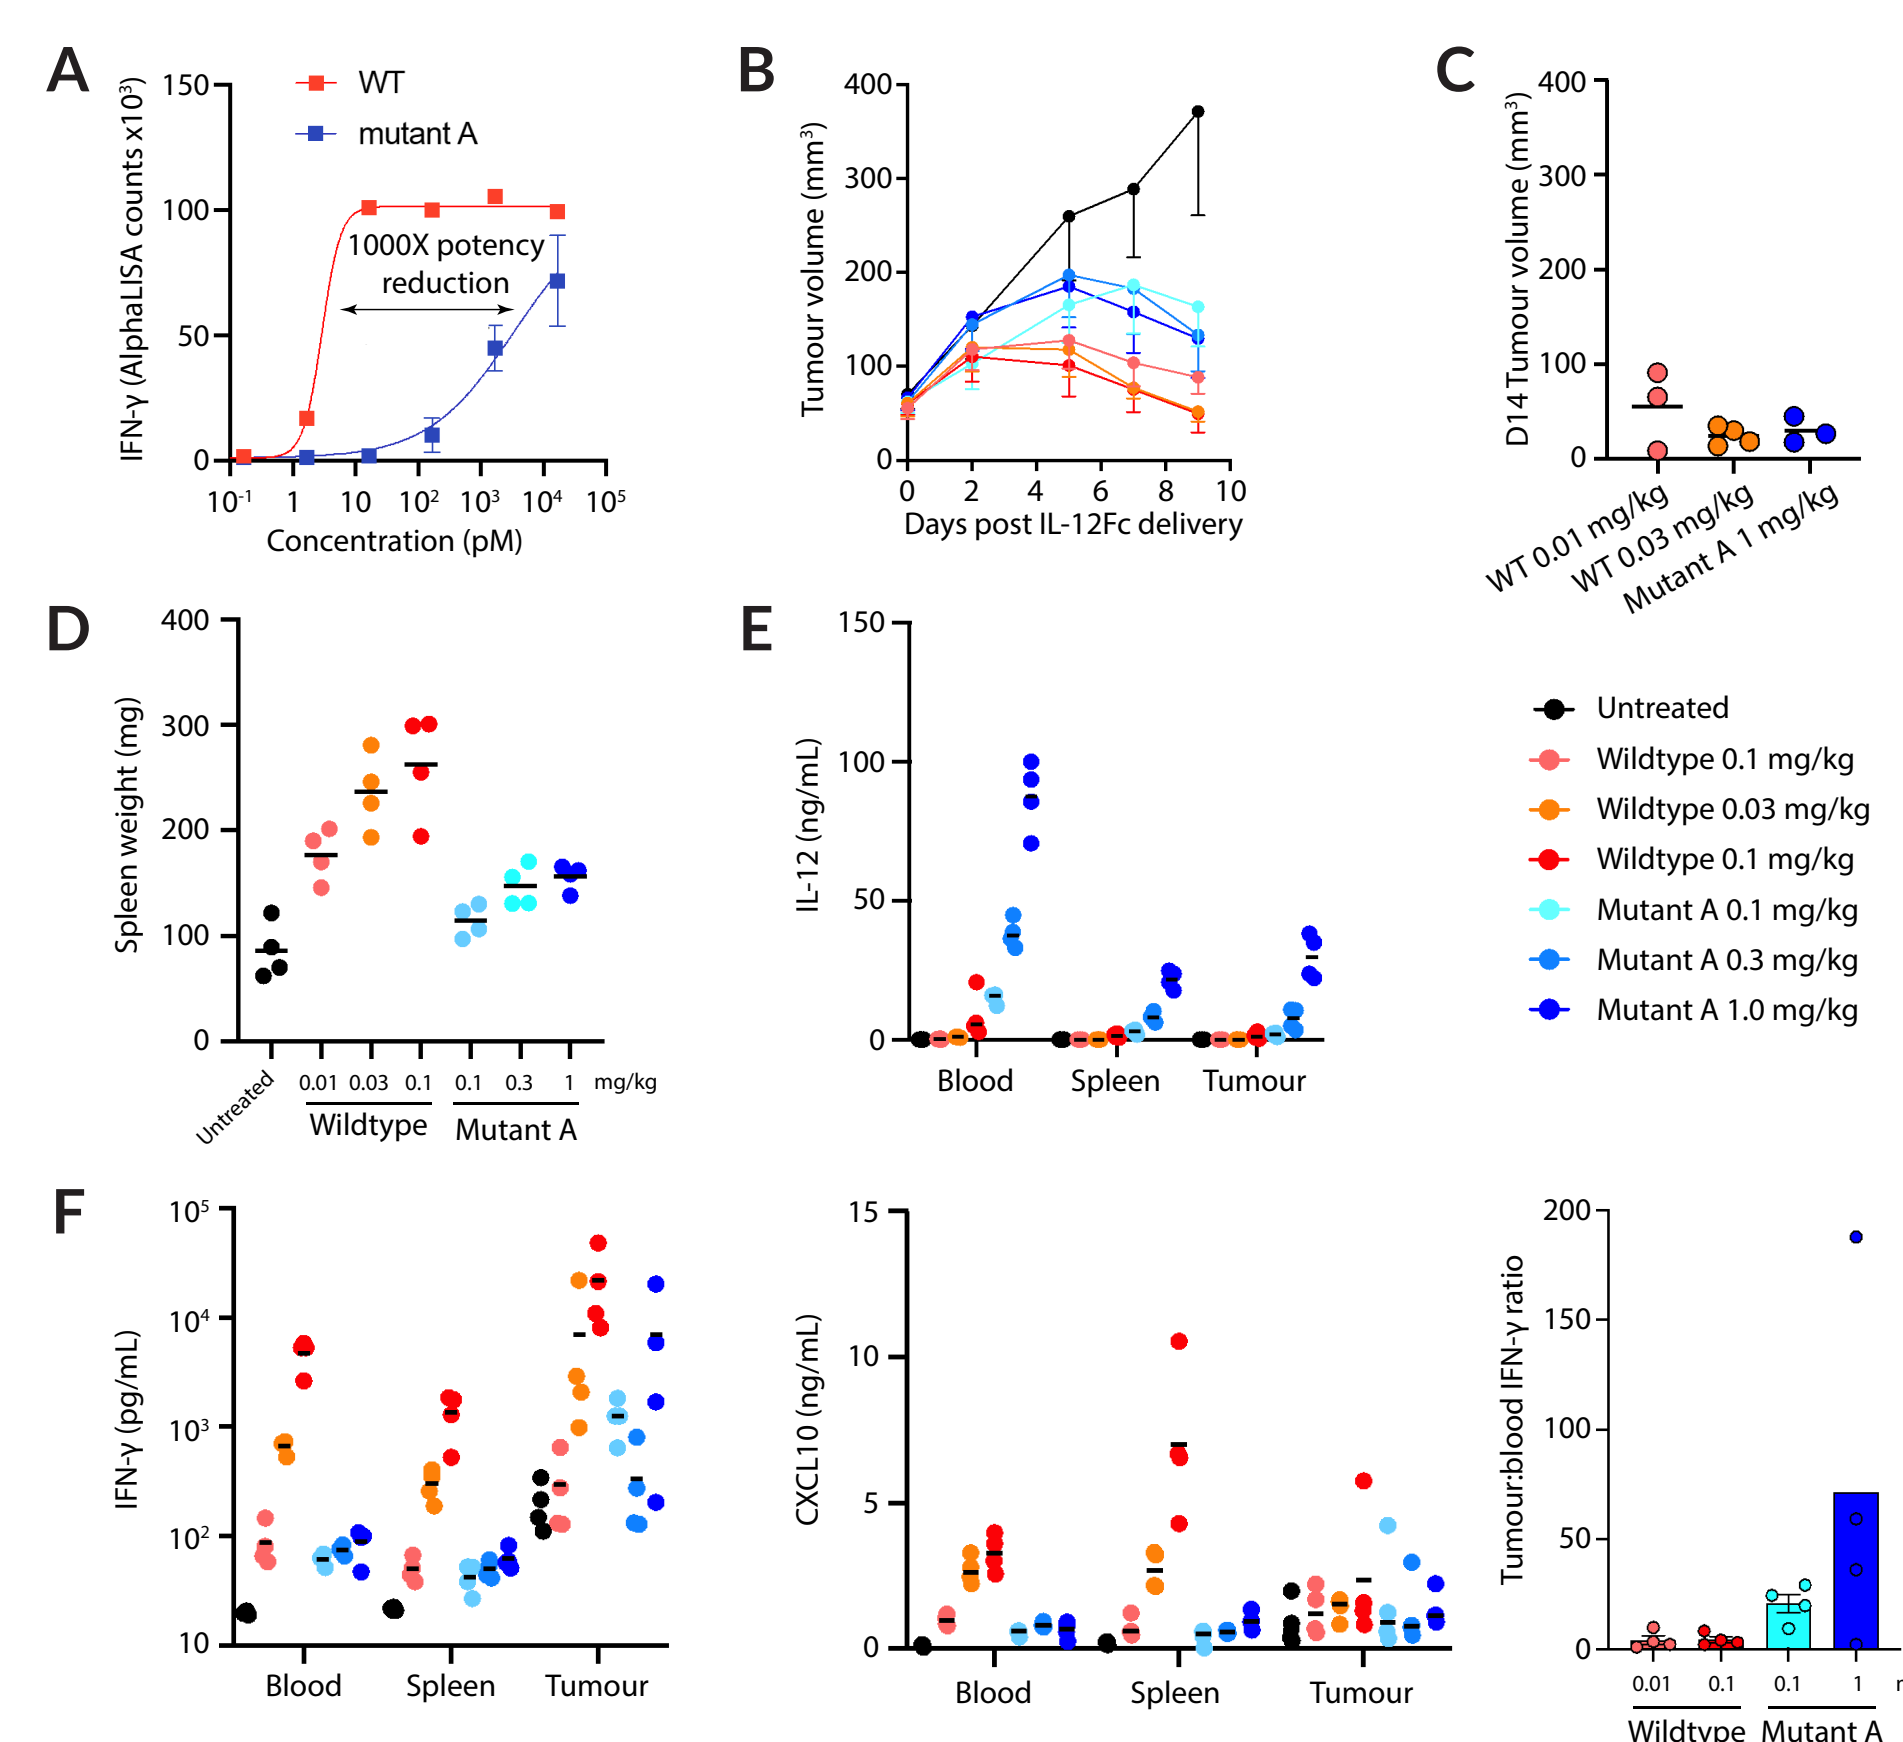 A
IFN-γ (AlphaLISA counts x10³)
150
100
50
0
WT
mutant A
1000X potency
reduction
10⁻¹ 1 10 10² 10³ 10⁴ 10⁵
Concentration (pM)
B
Tumour volume (mm³)
400
300
200
100
0
0 2 4 6 8 10
Days post IL-12Fc delivery
C
D14 Tumour volume (mm³)
400
300
200
100
0
WT 0.01 mg/kg
WT 0.03 mg/kg
Mutant A 1 mg/kg
D
Spleen weight (mg)
400
300
200
100
0
Untreated
0.01 0.03 0.1 0.1 0.3 1 mg/kg
Wildtype Mutant A
E
IL-12 (ng/mL)
150
100
50
0
Blood Spleen Tumour
Untreated
Wildtype 0.1 mg/kg
Wildtype 0.03 mg/kg
Wildtype 0.1 mg/kg
Mutant A 0.1 mg/kg
Mutant A 0.3 mg/kg
Mutant A 1.0 mg/kg
F
IFN-γ (pg/mL)
10⁵
10⁴
10³
10²
10
Blood Spleen Tumour
CXCL10 (ng/mL)
15
10
5
0
Blood Spleen Tumour
Tumour:blood IFN-γ ratio
200
150
100
50
0
0.01 0.1 0.1 1
Wildtype Mutant A